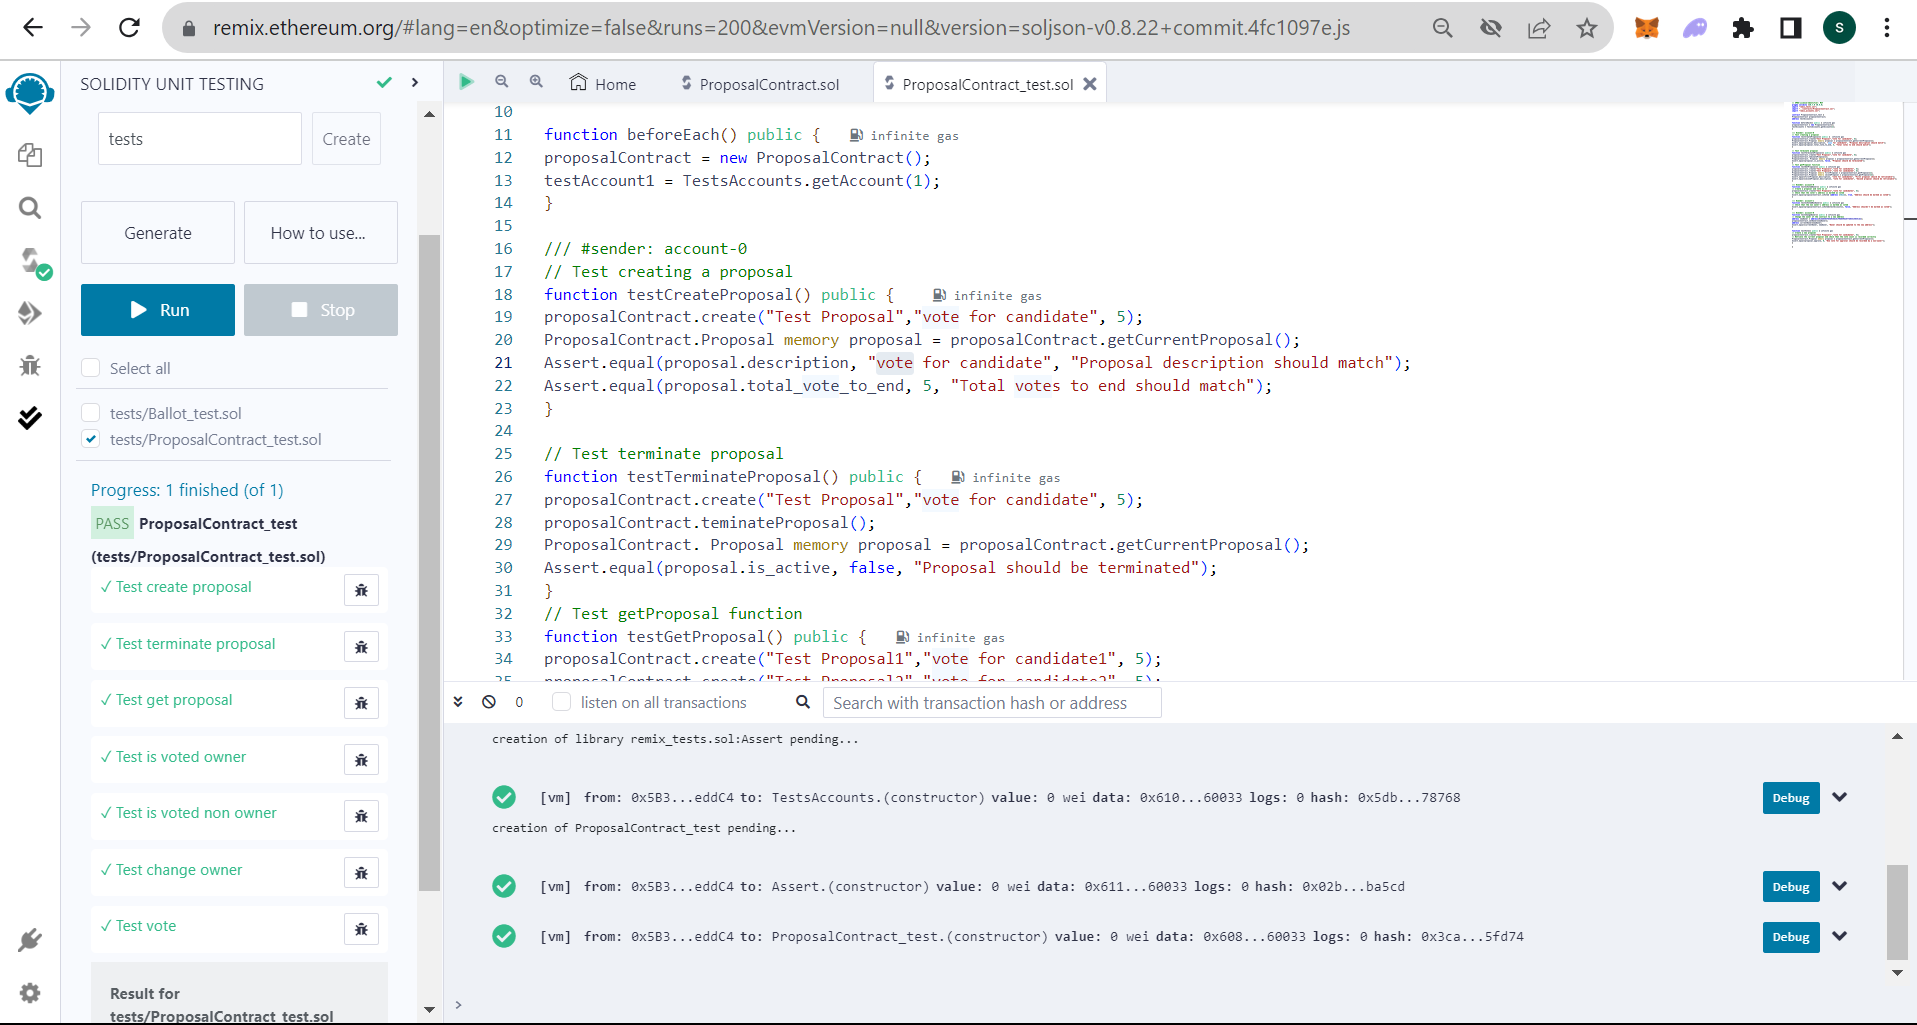 remix.ethereum.org/#lang=en&optimize=false&runs=200&evmVersion=null&version=soljson-v0.8.22+commit.4fc1097e.js
S
SOLIDITY UNIT TESTING
tests
Create
Generate
How to use...
Run
Stop
Select all
tests/Ballot_test.sol
tests/ProposalContract_test.sol
Progress: 1 finished (of 1)
PASS ProposalContract_test
(tests/ProposalContract_test.sol)
✓ Test create proposal
✓ Test terminate proposal
✓ Test get proposal
✓ Test is voted owner
✓ Test is voted non owner
✓ Test change owner
✓ Test vote
Result for
tests/ProposalContract_test.sol
Home
ProposalContract.sol
ProposalContract_test.sol
10
11 function beforeEach() public { infinite gas
12 proposalContract = new ProposalContract();
13 testAccount1 = TestsAccounts.getAccount(1);
14 }
15
16 /// #sender: account-0
17 // Test creating a proposal
18 function testCreateProposal() public { infinite gas
19 proposalContract.create("Test Proposal","vote for candidate", 5);
20 ProposalContract.Proposal memory proposal = proposalContract.getCurrentProposal();
21 Assert.equal(proposal.description, "vote for candidate", "Proposal description should match");
22 Assert.equal(proposal.total_vote_to_end, 5, "Total votes to end should match");
23 }
24
25 // Test terminate proposal
26 function testTerminateProposal() public { infinite gas
27 proposalContract.create("Test Proposal","vote for candidate", 5);
28 proposalContract.teminateProposal();
29 ProposalContract. Proposal memory proposal = proposalContract.getCurrentProposal();
30 Assert.equal(proposal.is_active, false, "Proposal should be terminated");
31 }
32 // Test getProposal function
33 function testGetProposal() public { infinite gas
34 proposalContract.create("Test Proposal1","vote for candidate1", 5);
35 proposalContract.create("Test Proposal2","vote for candidate2", 5);
0
listen on all transactions
Search with transaction hash or address
creation of library remix_tests.sol:Assert pending...
[vm] from: 0x5B3...eddC4 to: TestsAccounts.(constructor) value: 0 wei data: 0x610...60033 logs: 0 hash: 0x5db...78768
Debug
creation of ProposalContract_test pending...
[vm] from: 0x5B3...eddC4 to: Assert.(constructor) value: 0 wei data: 0x611...60033 logs: 0 hash: 0x02b...ba5cd
Debug
[vm] from: 0x5B3...eddC4 to: ProposalContract_test.(constructor) value: 0 wei data: 0x608...60033 logs: 0 hash: 0x3ca...5fd74
Debug
>